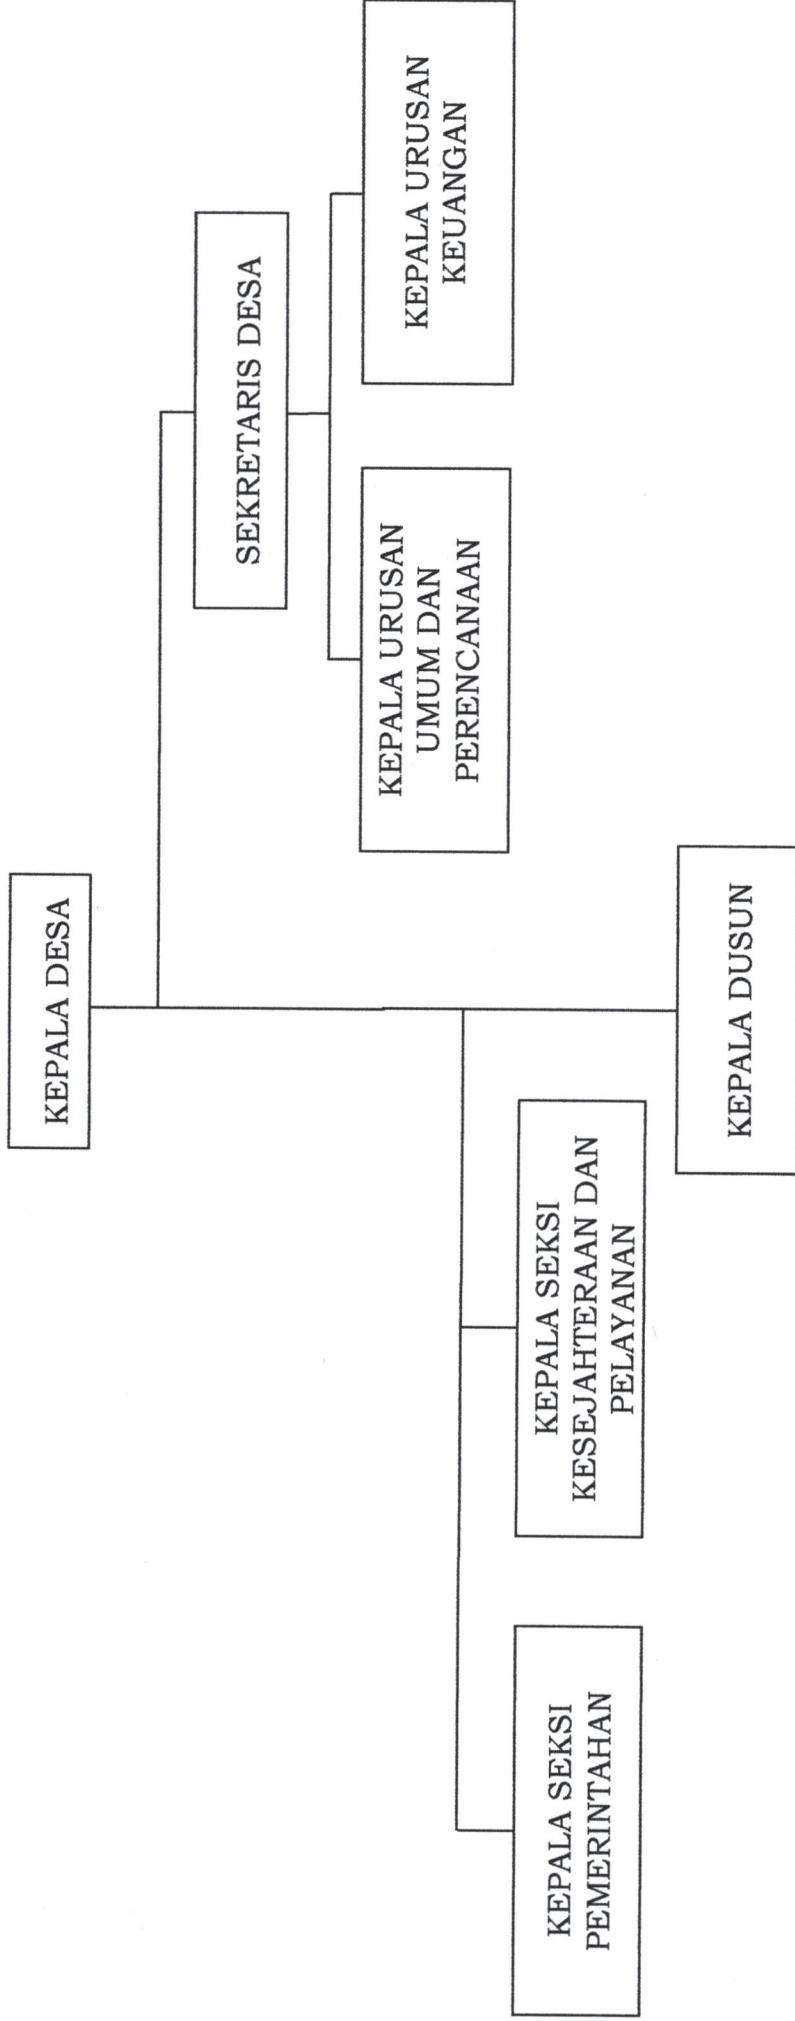 KEPALA DESA
SEKRETARIS DESA
KEPALA URUSAN
UMUM DAN
PERENCANAAN
KEPALA URUSAN
KEUANGAN
KEPALA SEKSI
PEMERINTAHAN
KEPALA SEKSI
KESEJAHTERAAN DAN
PELAYANAN
KEPALA DUSUN